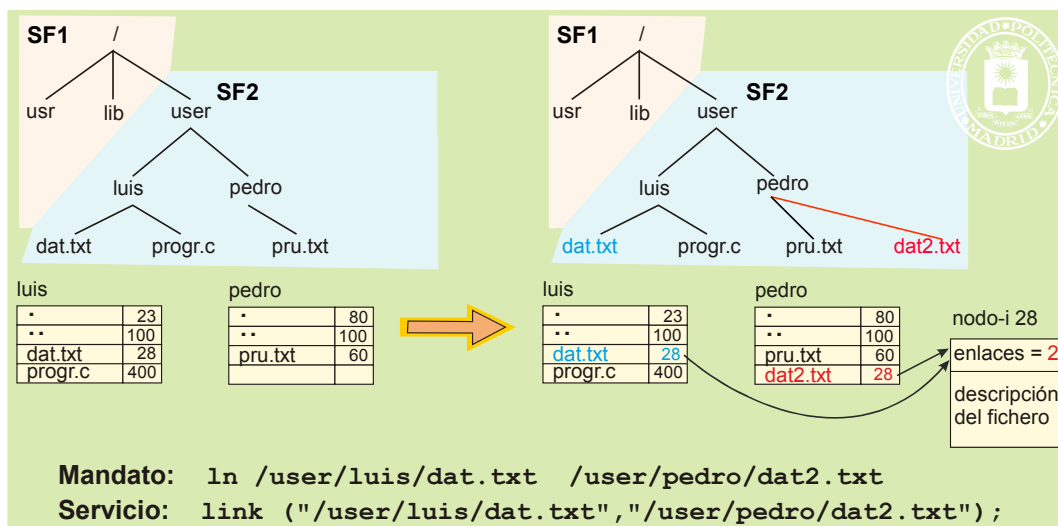 SF1 /
usr lib user
SF2
luis pedro
dat.txt progr.c pru.txt
luis
. 23
.. 100
dat.txt 28
progr.c 400
pedro
. 80
.. 100
pru.txt 60
SF1 /
usr lib user
SF2
luis pedro
dat.txt progr.c pru.txt dat2.txt
luis
. 23
.. 100
dat.txt 28
progr.c 400
pedro
. 80
.. 100
pru.txt 60
dat2.txt 28
nodo-i 28
enlaces = 2
descripción
del fichero
UNIVERSIDAD POLITÉCNICA
MADRID
Mandato: ln /user/luis/dat.txt /user/pedro/dat2.txt
Servicio: link ("/user/luis/dat.txt","/user/pedro/dat2.txt");